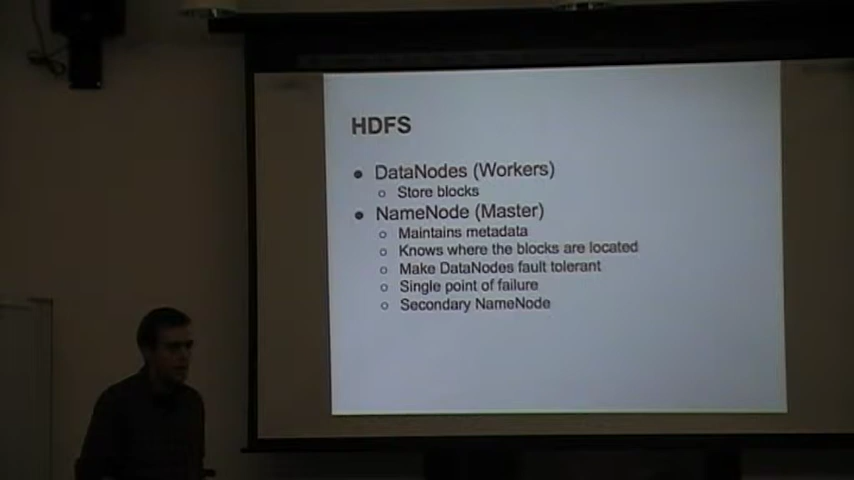 HDFS
● DataNodes (Workers)
○ Store blocks
● NameNode (Master)
○ Maintains metadata
○ Knows where the blocks are located
○ Make DataNodes fault tolerant
○ Single point of failure
○ Secondary NameNode